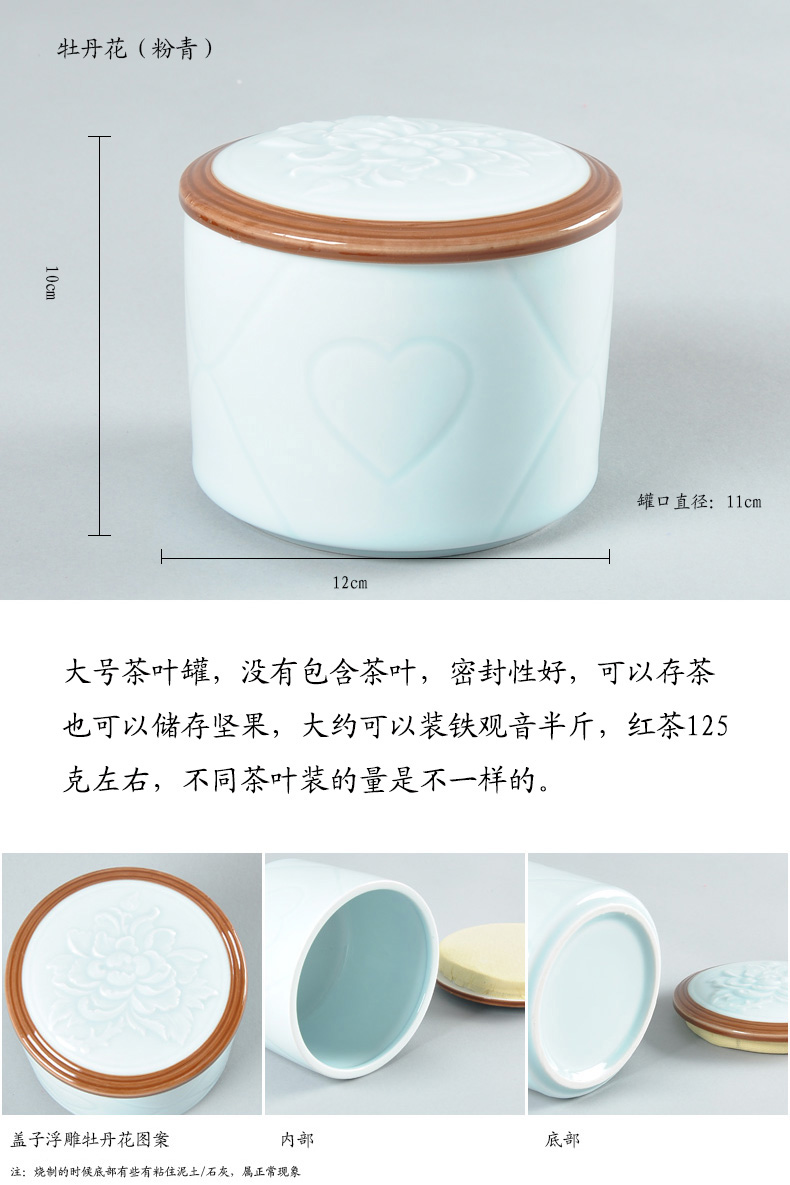 牡丹花（粉青）
10cm
罐口直径：11cm
12cm
大号茶叶罐，没有包含茶叶，密封性好，可以存茶
也可以储存坚果，大约可以装铁观音半斤，红茶125
克左右，不同茶叶装的量是不一样的。
盖子浮雕牡丹花图案
内部
底部
注：烧制的时候底部有些有粘住泥土/石灰，属正常现象